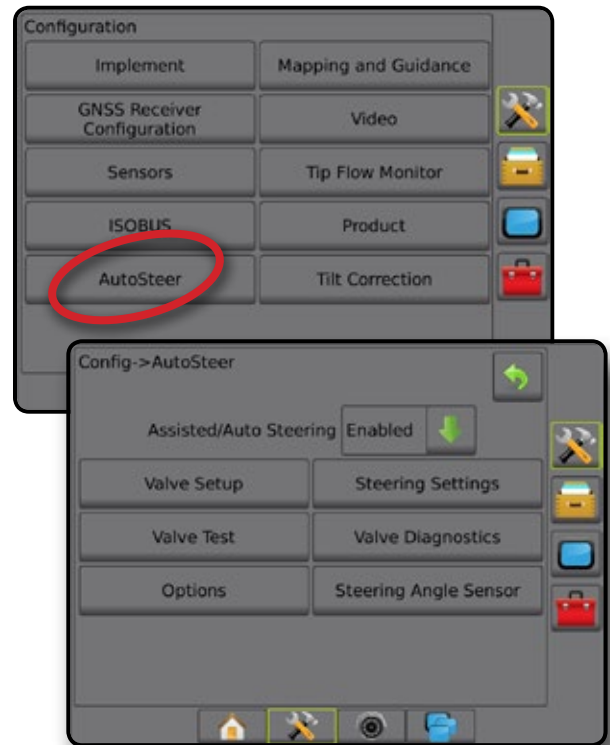 Configuration
Implement
Mapping and Guidance
GNSS Receiver
Configuration
Video
Sensors
Tip Flow Monitor
ISOBUS
Product
AutoSteer
Tilt Correction
Config->AutoSteer
Assisted/Auto Steering Enabled
Valve Setup
Steering Settings
Valve Test
Valve Diagnostics
Options
Steering Angle Sensor